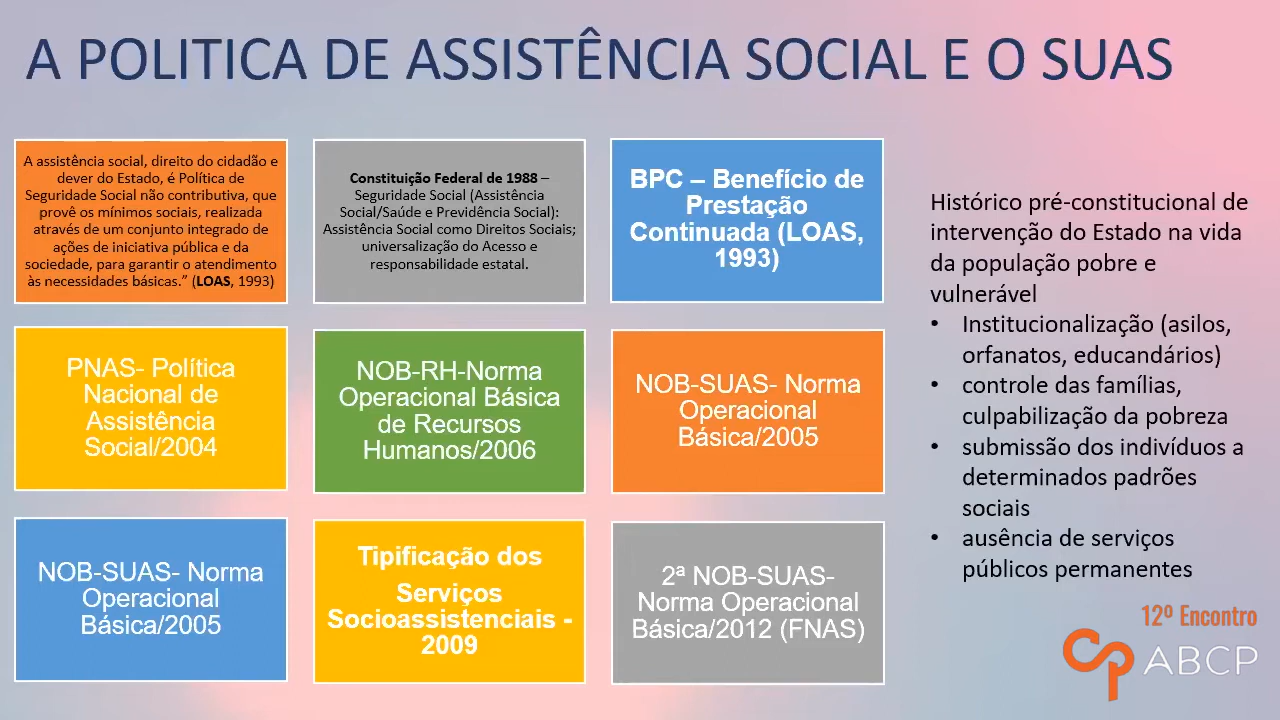 A POLITICA DE ASSISTÊNCIA SOCIAL E O SUAS
A assistência social, direito do cidadão e
dever do Estado, é Política de
Seguridade Social não contributiva, que
provê os mínimos sociais, realizada
através de um conjunto integrado de
ações de iniciativa pública e da
sociedade, para garantir o atendimento
às necessidades básicas.” (LOAS, 1993)
Constituição Federal de 1988 –
Seguridade Social (Assistência
Social/Saúde e Previdência Social):
Assistência Social como Direitos Sociais;
universalização do Acesso e
responsabilidade estatal.
BPC – Benefício de
Prestação
Continuada (LOAS,
1993)
PNAS- Política
Nacional de
Assistência
Social/2004
NOB-RH-Norma
Operacional Básica
de Recursos
Humanos/2006
NOB-SUAS- Norma
Operacional
Básica/2005
NOB-SUAS- Norma
Operacional
Básica/2005
Tipificação dos
Serviços
Socioassistenciais -
2009
2ª NOB-SUAS-
Norma Operacional
Básica/2012 (FNAS)
Histórico pré-constitucional de
intervenção do Estado na vida
da população pobre e
vulnerável
• Institucionalização (asilos,
orfanatos, educandários)
• controle das famílias,
culpabilização da pobreza
• submissão dos indivíduos a
determinados padrões
sociais
• ausência de serviços
públicos permanentes
12º Encontro
cp ABCP